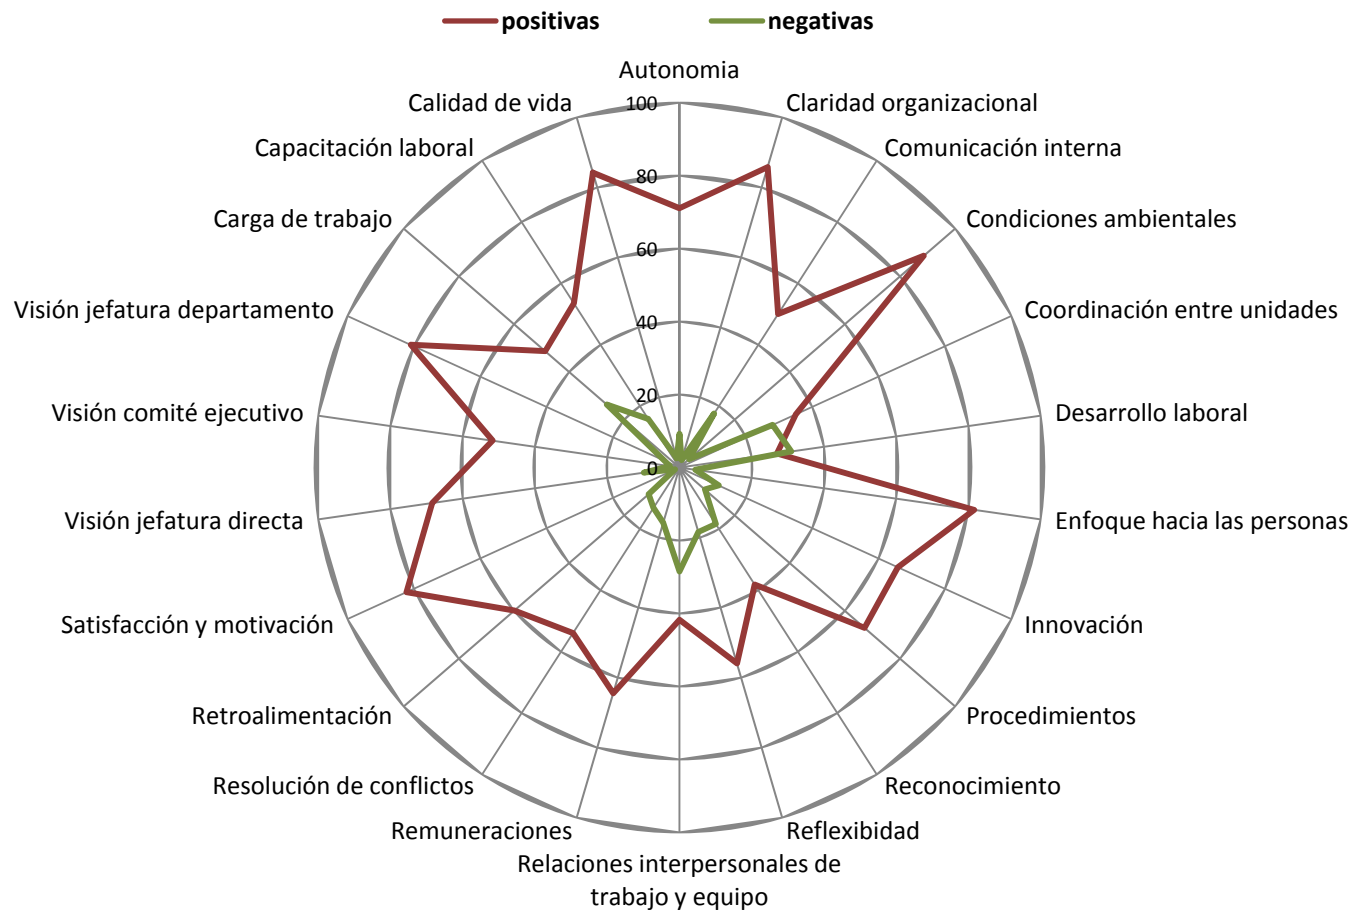 positivas
negativas
Autonomia
Calidad de vida
100
Claridad organizacional
Capacitación laboral
Comunicación interna
80
Carga de trabajo
Condiciones ambientales
60
Visión jefatura departamento
Coordinación entre unidades
40
20
Visión comité ejecutivo
Desarrollo laboral
0
Visión jefatura directa
Enfoque hacia las personas
Satisfacción y motivación
Innovación
Retroalimentación
Procedimientos
Resolución de conflictos
Reconocimiento
Remuneraciones
Reflexibidad
Relaciones interpersonales de
trabajo y equipo